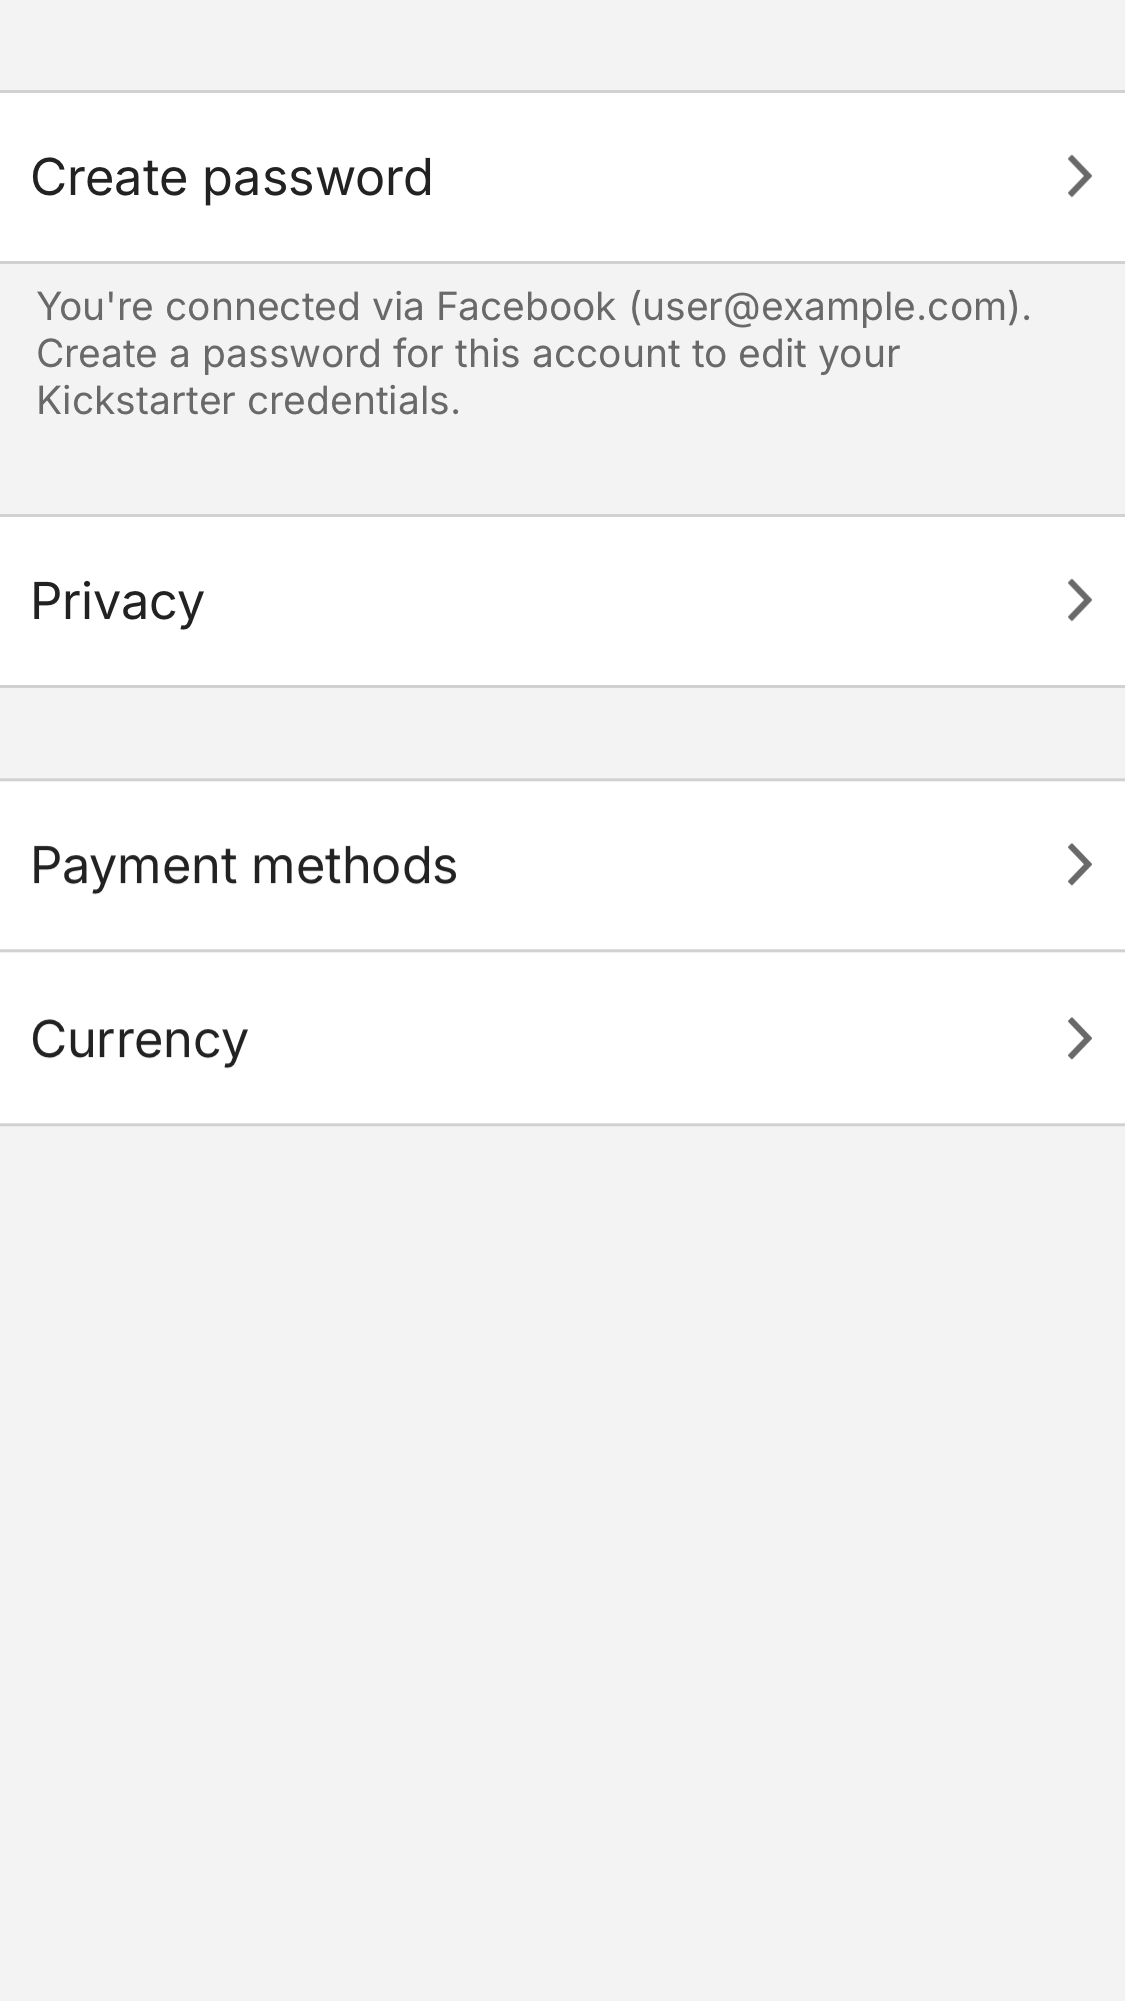 Create password
You're connected via Facebook (user@example.com).
Create a password for this account to edit your
Kickstarter credentials.
Privacy
Payment methods
Currency